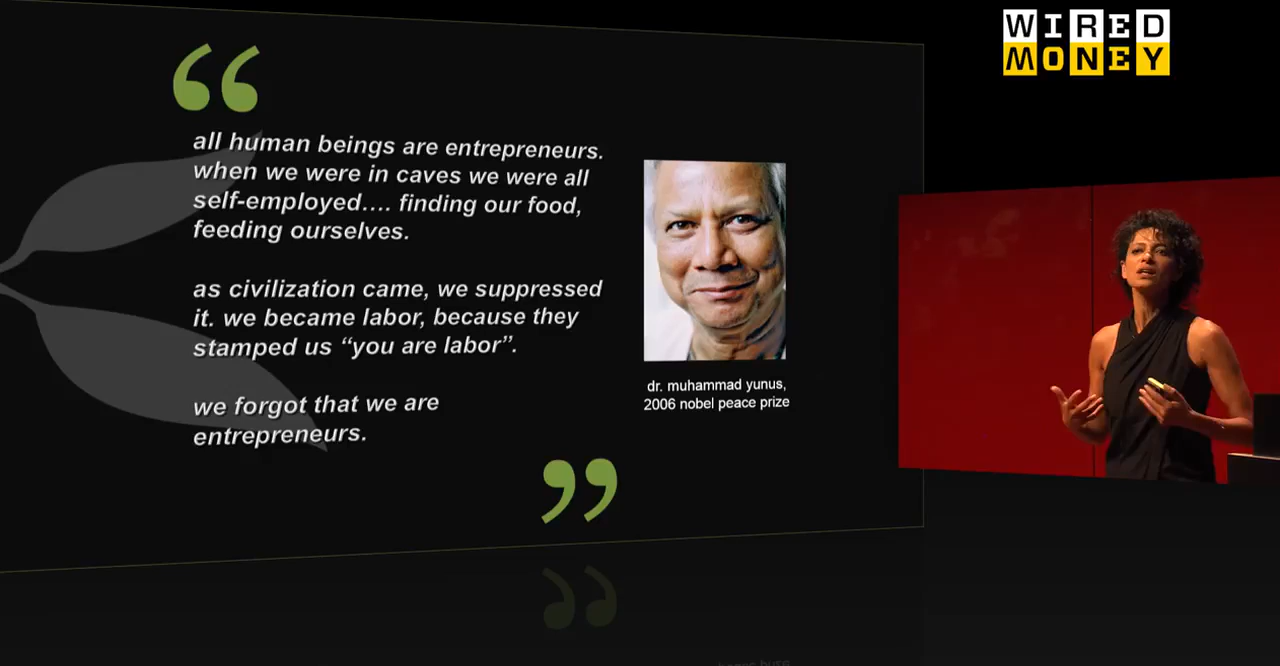 WIRED
MONEY
“
all human beings are entrepreneurs.
when we were in caves we were all
self-employed.... finding our food,
feeding ourselves.
as civilization came, we suppressed
it. we became labor, because they
stamped us “you are labor”.
we forgot that we are
entrepreneurs.
”
dr. muhammad yunus,
2006 nobel peace prize